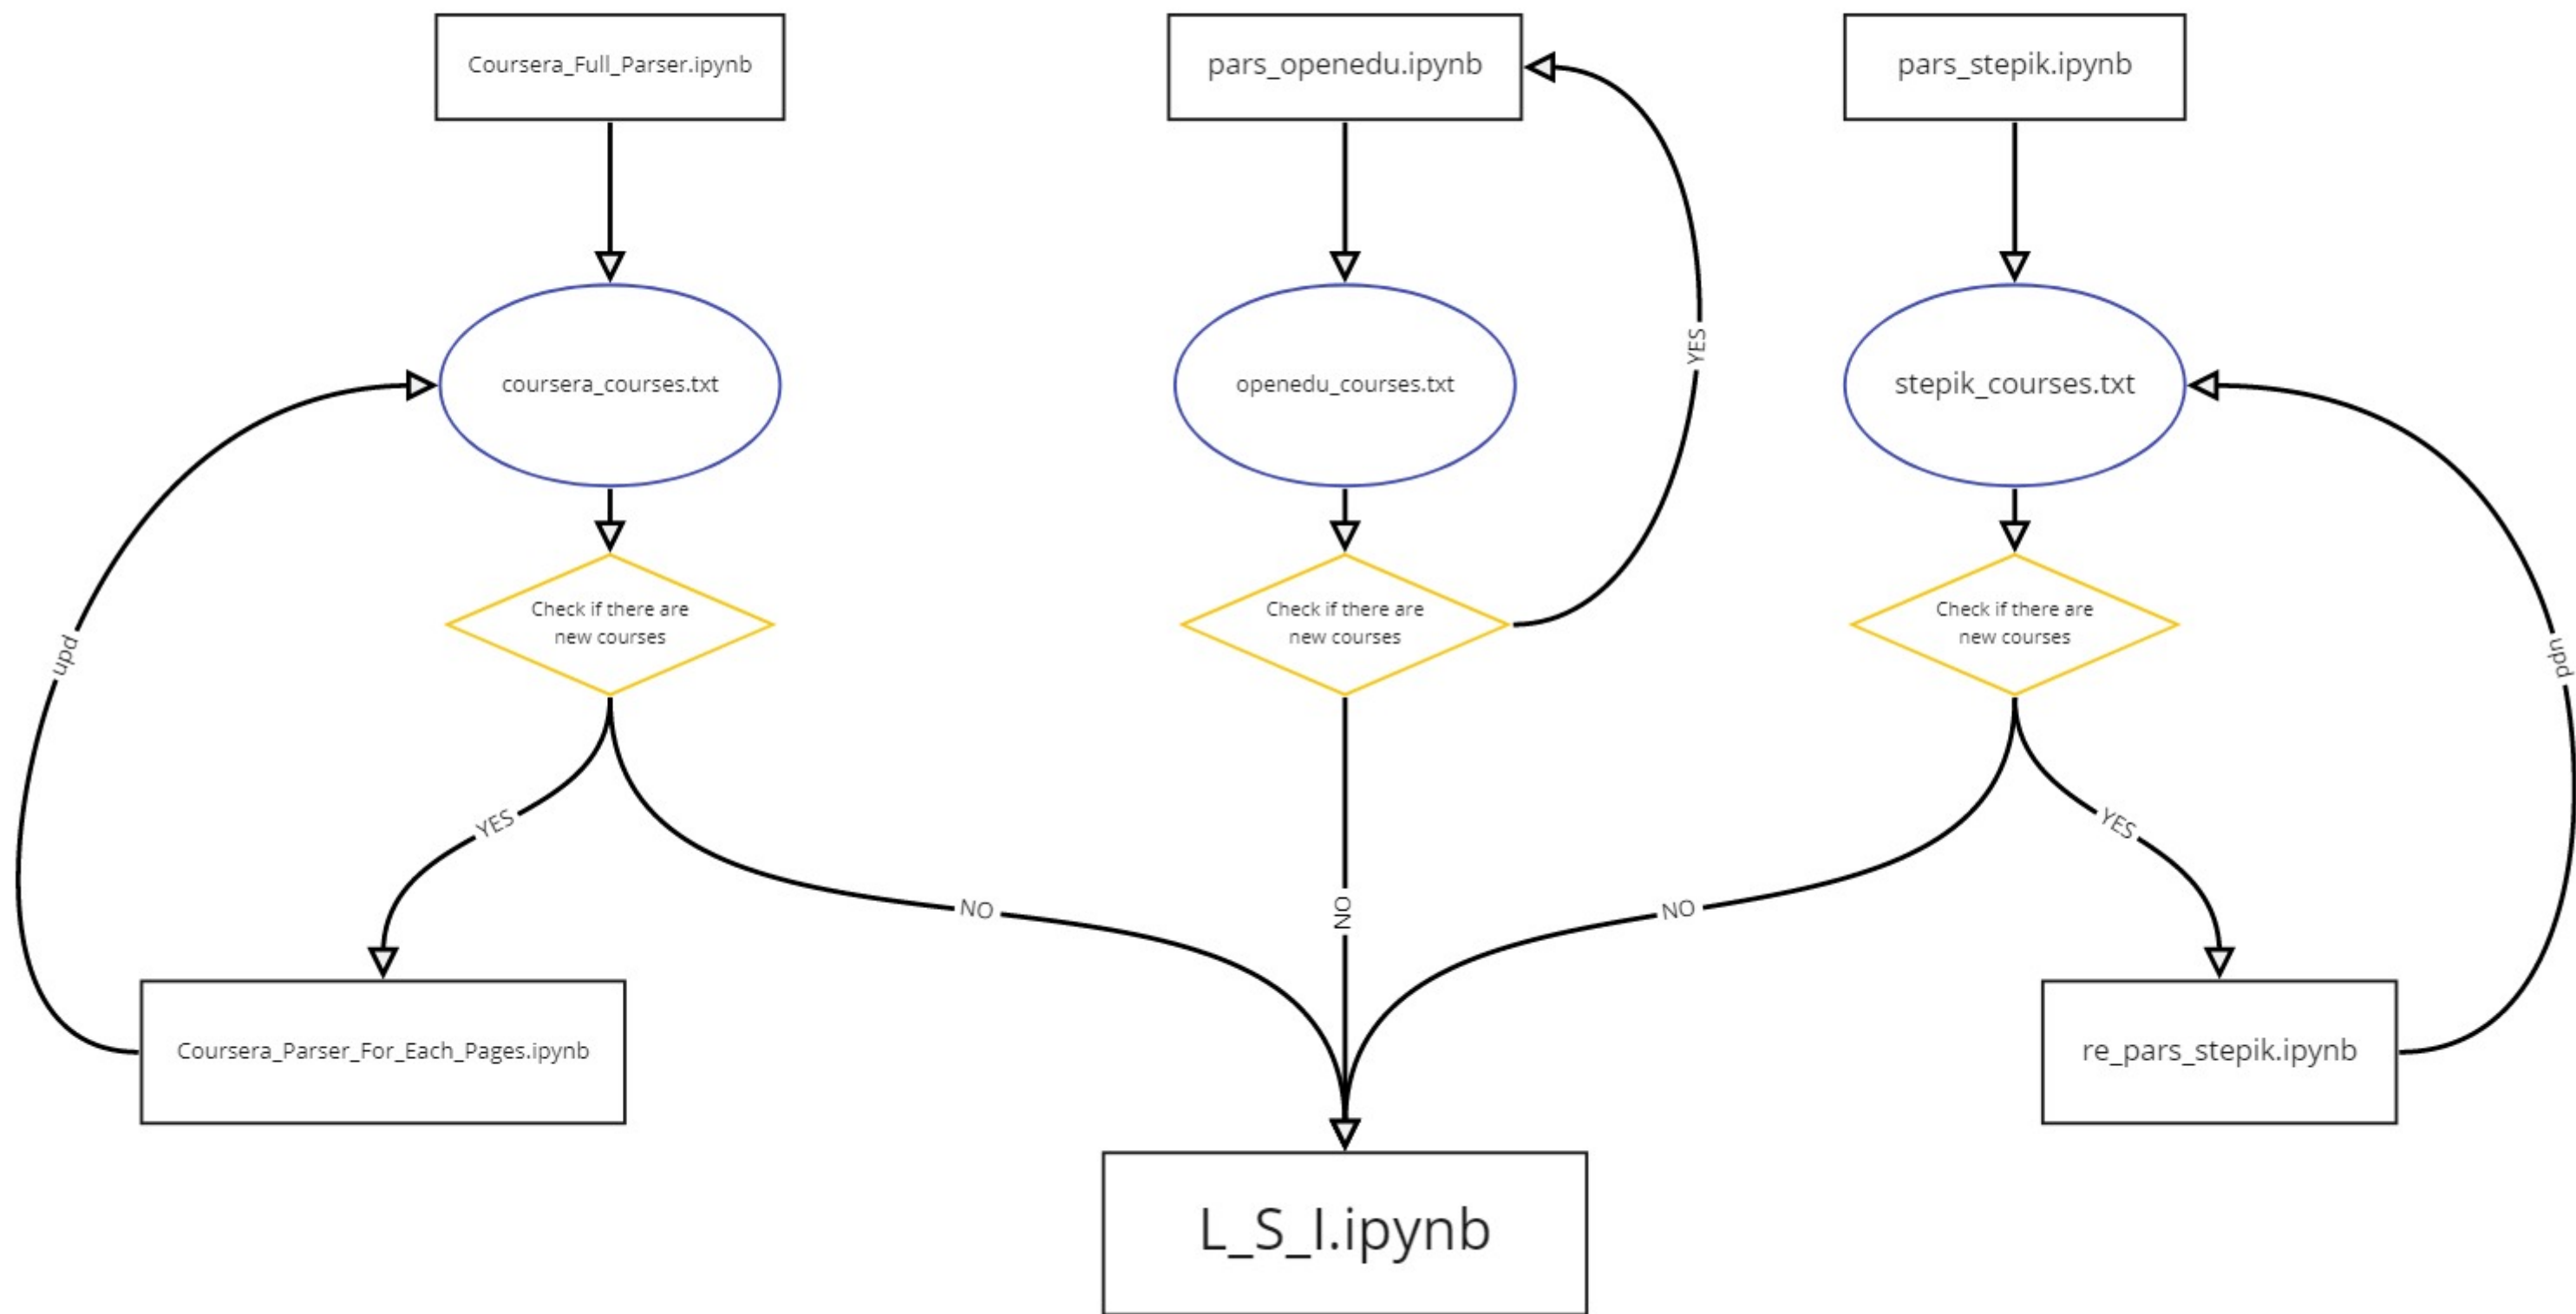 Coursera_Full_Parser.ipynb
pars_openedu.ipynb
pars_stepik.ipynb
coursera_courses.txt
openedu_courses.txt
stepik_courses.txt
YES
Check if there are
new courses
Check if there are
new courses
Check if there are
new courses
upd
upd
YES
YES
NO
NO
NO
Coursera_Parser_For_Each_Pages.ipynb
re_pars_stepik.ipynb
L_S_I.ipynb